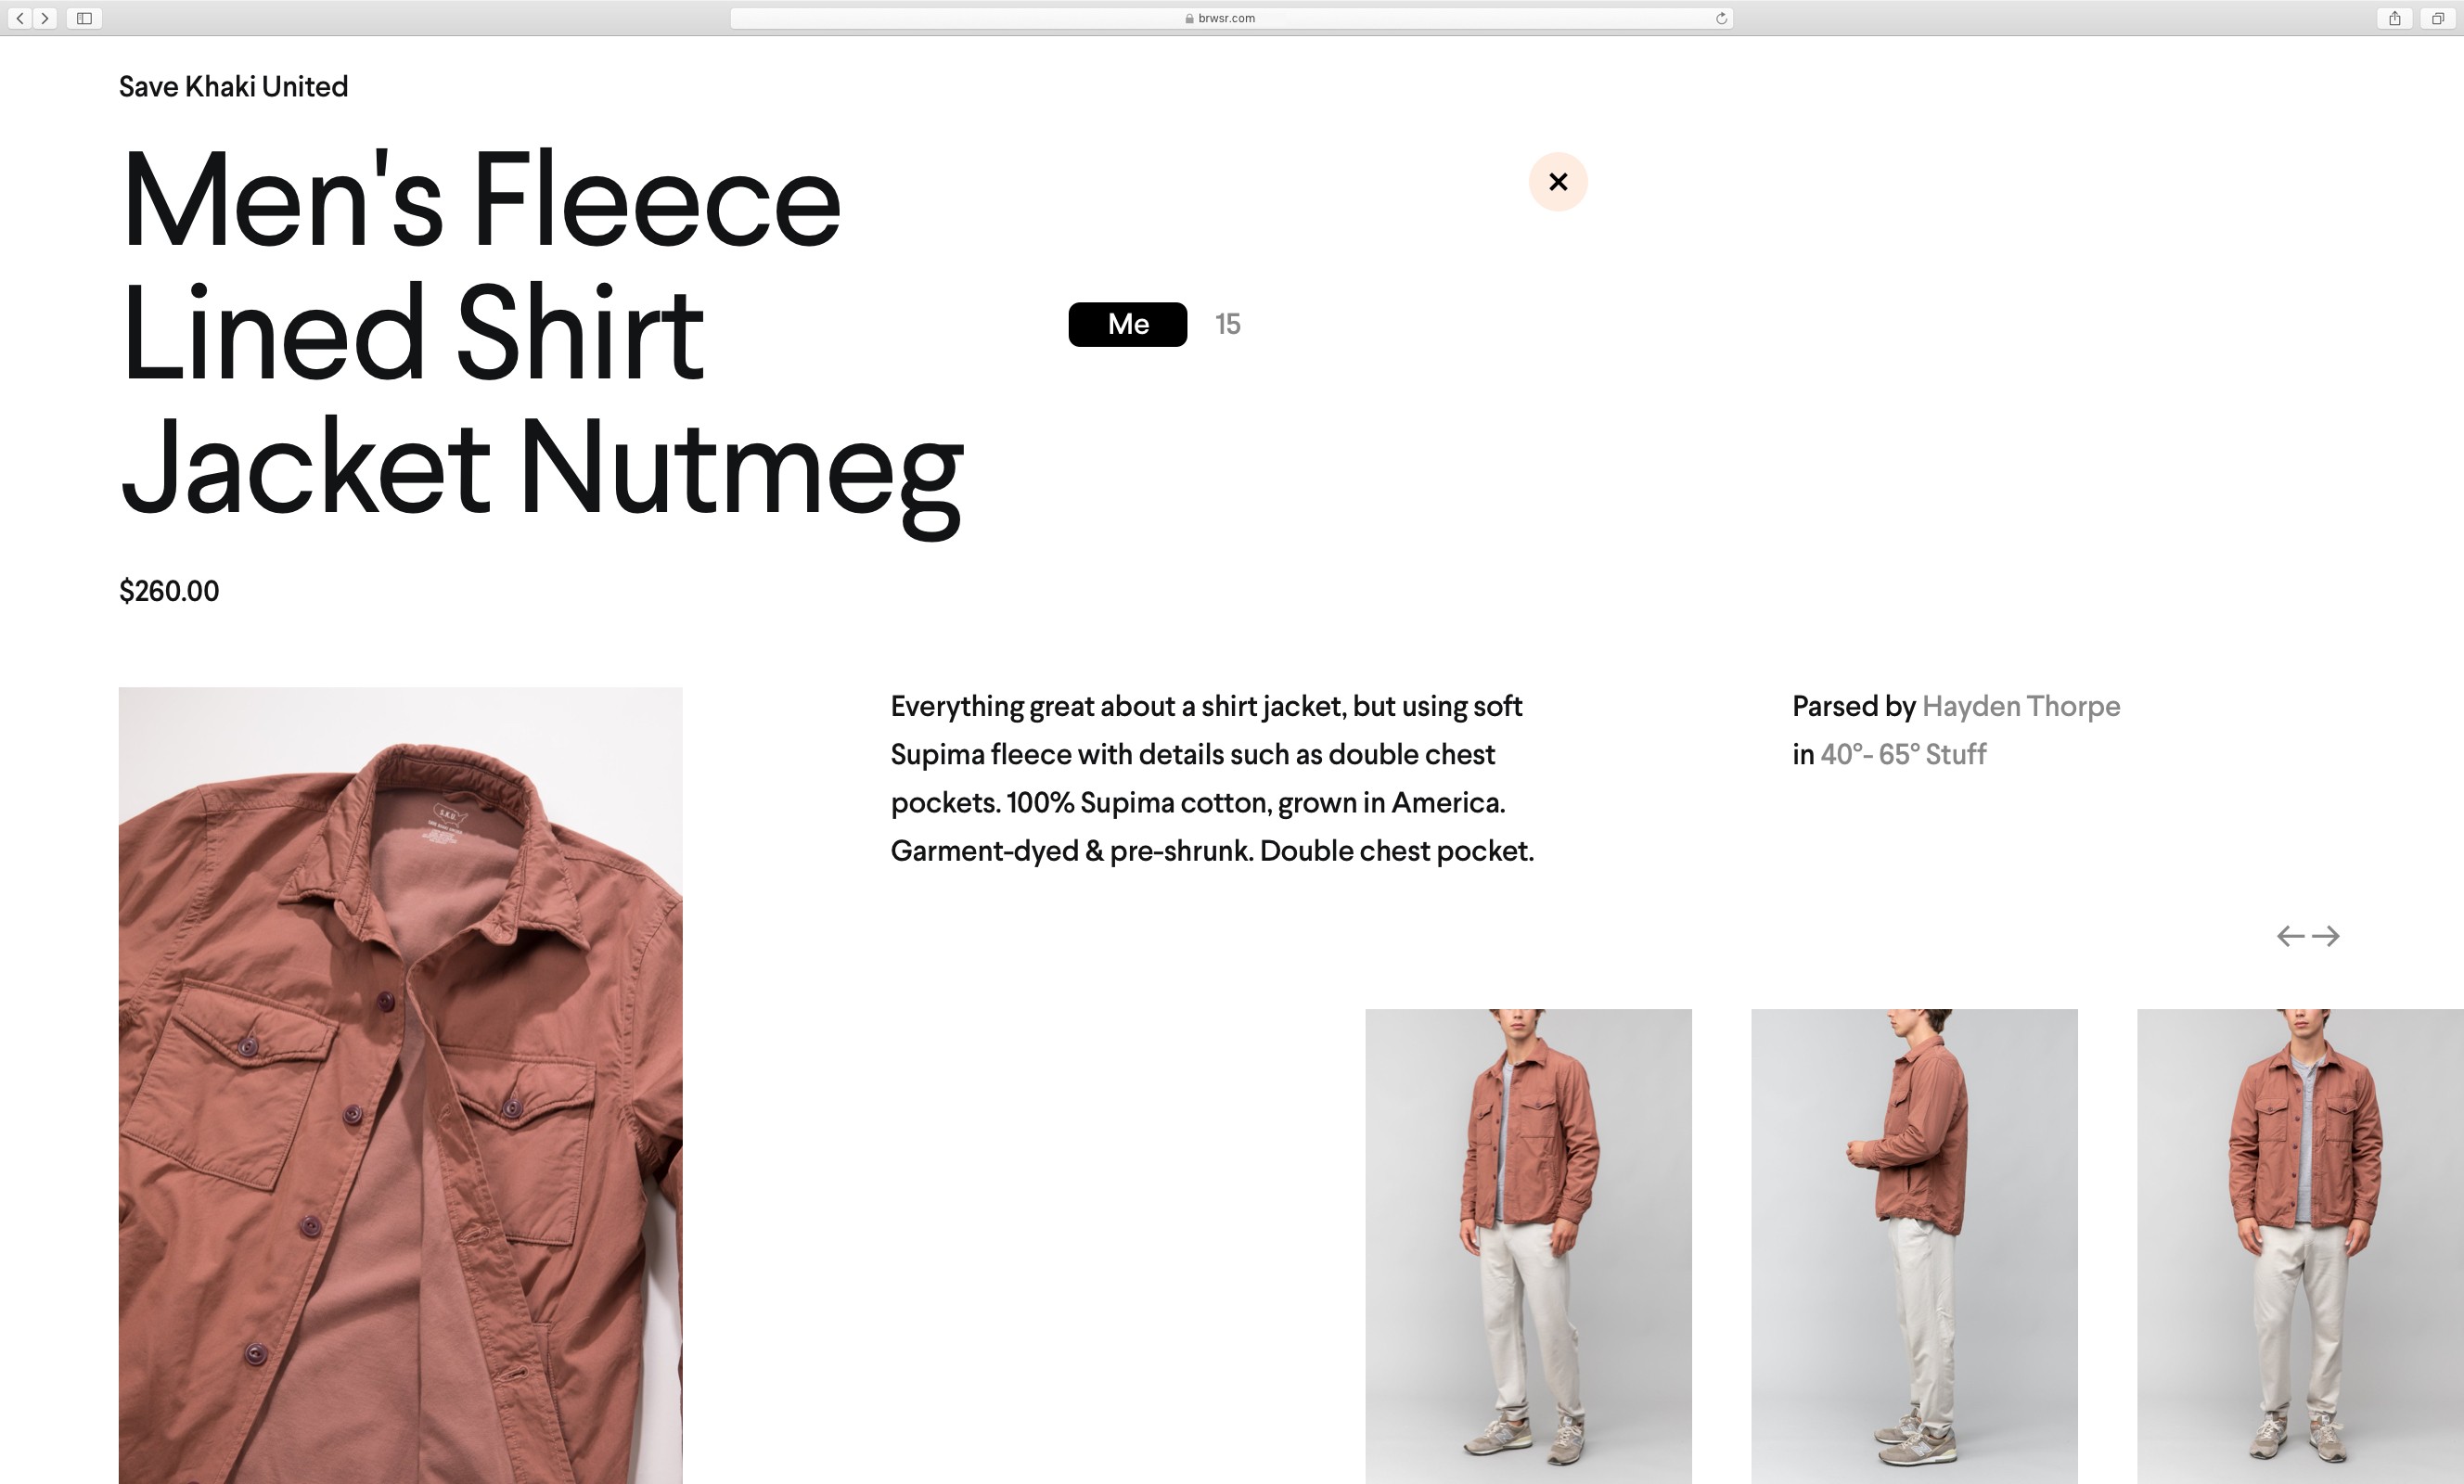 brwsr.com
Save Khaki United
Men's Fleece
Lined Shirt
Jacket Nutmeg
Me 15
$260.00
Everything great about a shirt jacket, but using soft
Supima fleece with details such as double chest
pockets. 100% Supima cotton, grown in America.
Garment-dyed & pre-shrunk. Double chest pocket.
Parsed by Hayden Thorpe
in 40°- 65° Stuff
S.K.U.